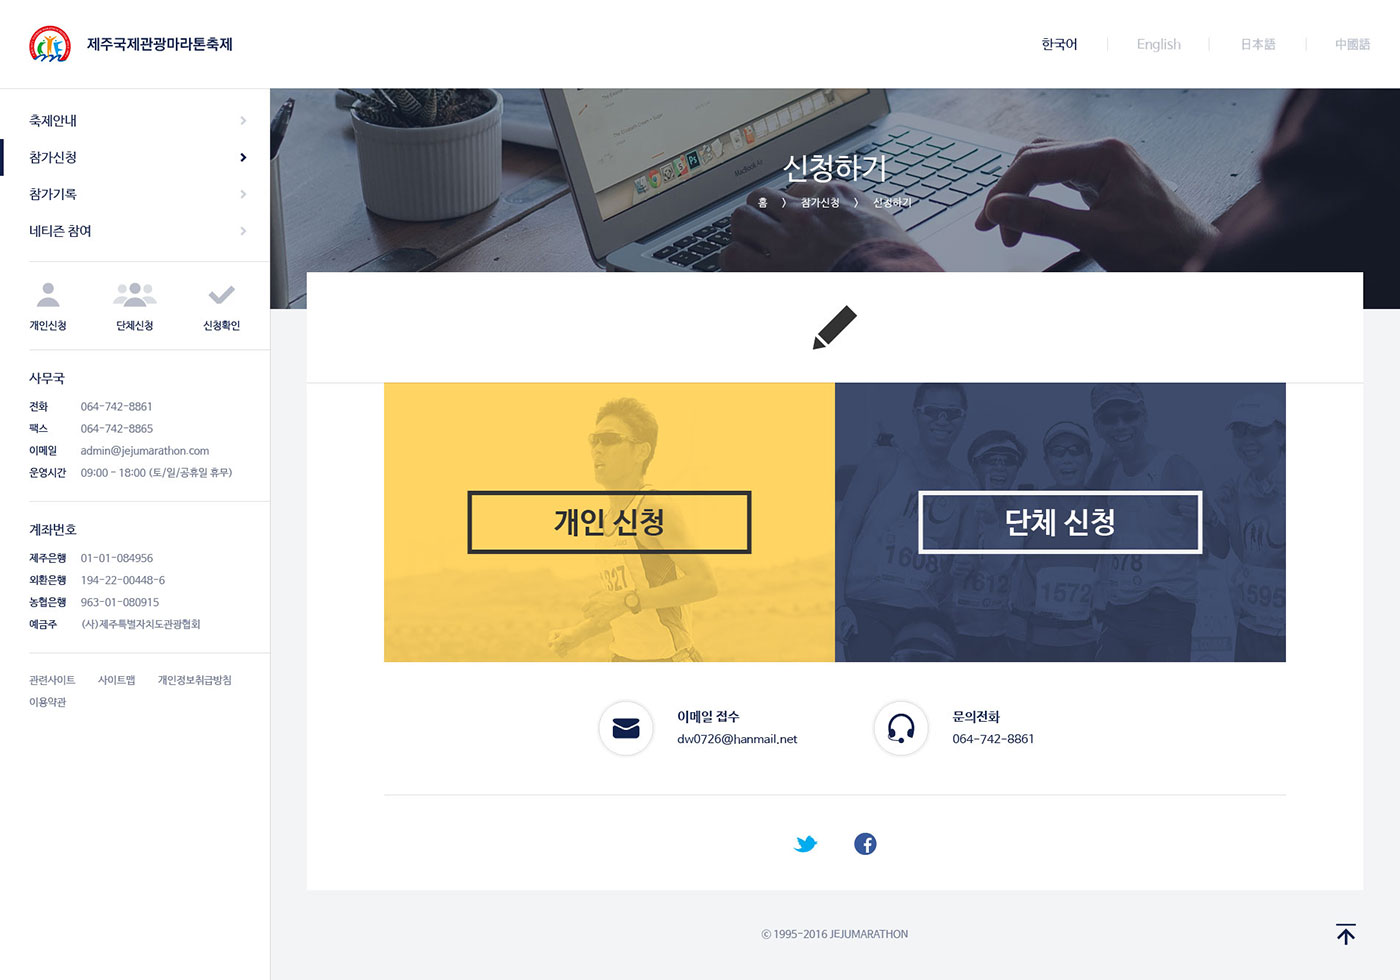 제주국제관광마라톤축제
한국어
English
日本語
中國語
축제안내
참가신청
참가기록
네티즌 참여
개인신청
단체신청
신청확인
사무국
전화 064-742-8861
팩스 064-742-8865
이메일 admin@jejumarathon.com
운영시간 09:00 - 18:00 (토/일/공휴일 휴무)
계좌번호
제주은행 01-01-084956
외환은행 194-22-00448-6
농협은행 963-01-080915
예금주 (사)제주특별자치도관광협회
관련사이트 사이트맵 개인정보취급방침
이용약관
MacBook Air
신청하기
홈 > 참가신청 > 신청하기
개인 신청
327
단체 신청
1608
1612
1572
1578
1595
이메일 접수
dw0726@hanmail.net
문의전화
064-742-8861
© 1995-2016 JEJUMARATHON